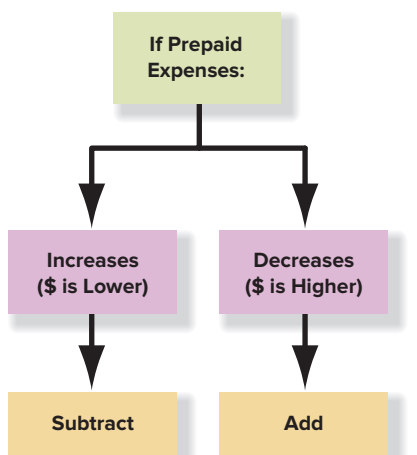 If Prepaid
Expenses:
Increases
($ is Lower)
Decreases
($ is Higher)
Subtract
Add